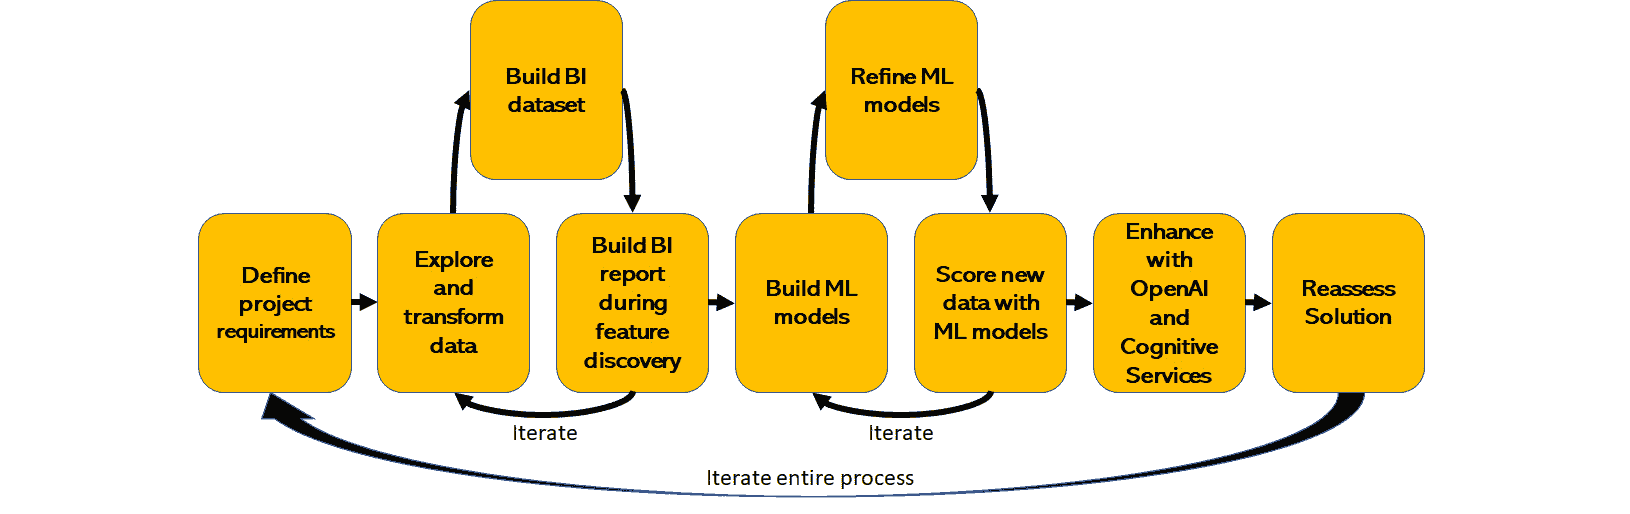 Build BI
dataset
Refine ML
models
Define
project
requirements
Explore
and
transform
data
Build BI
report
during
feature
discovery
Build ML
models
Score new
data with
ML models
Enhance
with
OpenAI
and
Cognitive
Services
Reassess
Solution
Iterate
Iterate
Iterate entire process